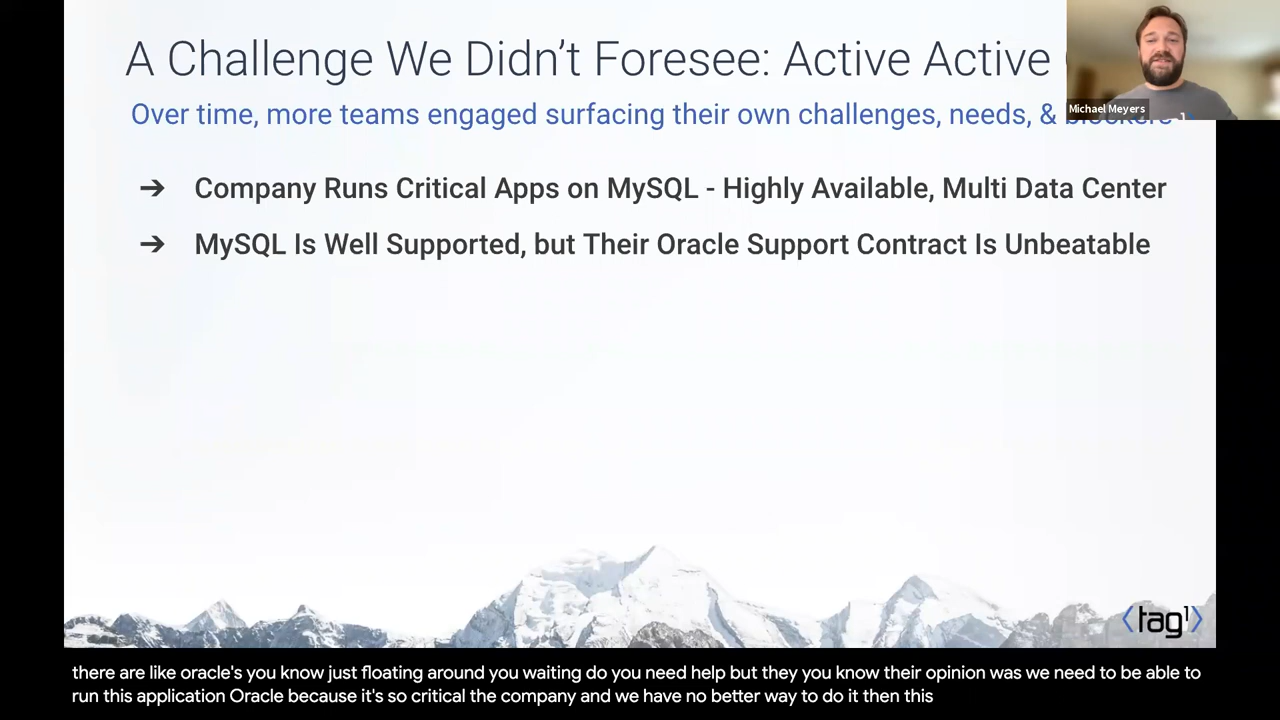 A Challenge We Didn't Foresee: Active Active
Michael Meyers
Over time, more teams engaged surfacing their own challenges, needs, & blockers
➔ Company Runs Critical Apps on MySQL - Highly Available, Multi Data Center
➔ MySQL Is Well Supported, but Their Oracle Support Contract Is Unbeatable
<tag1>
there are like oracle's you know just floating around you waiting do you need help but they you know their opinion was we need to be able to
run this application Oracle because it's so critical the company and we have no better way to do it then this